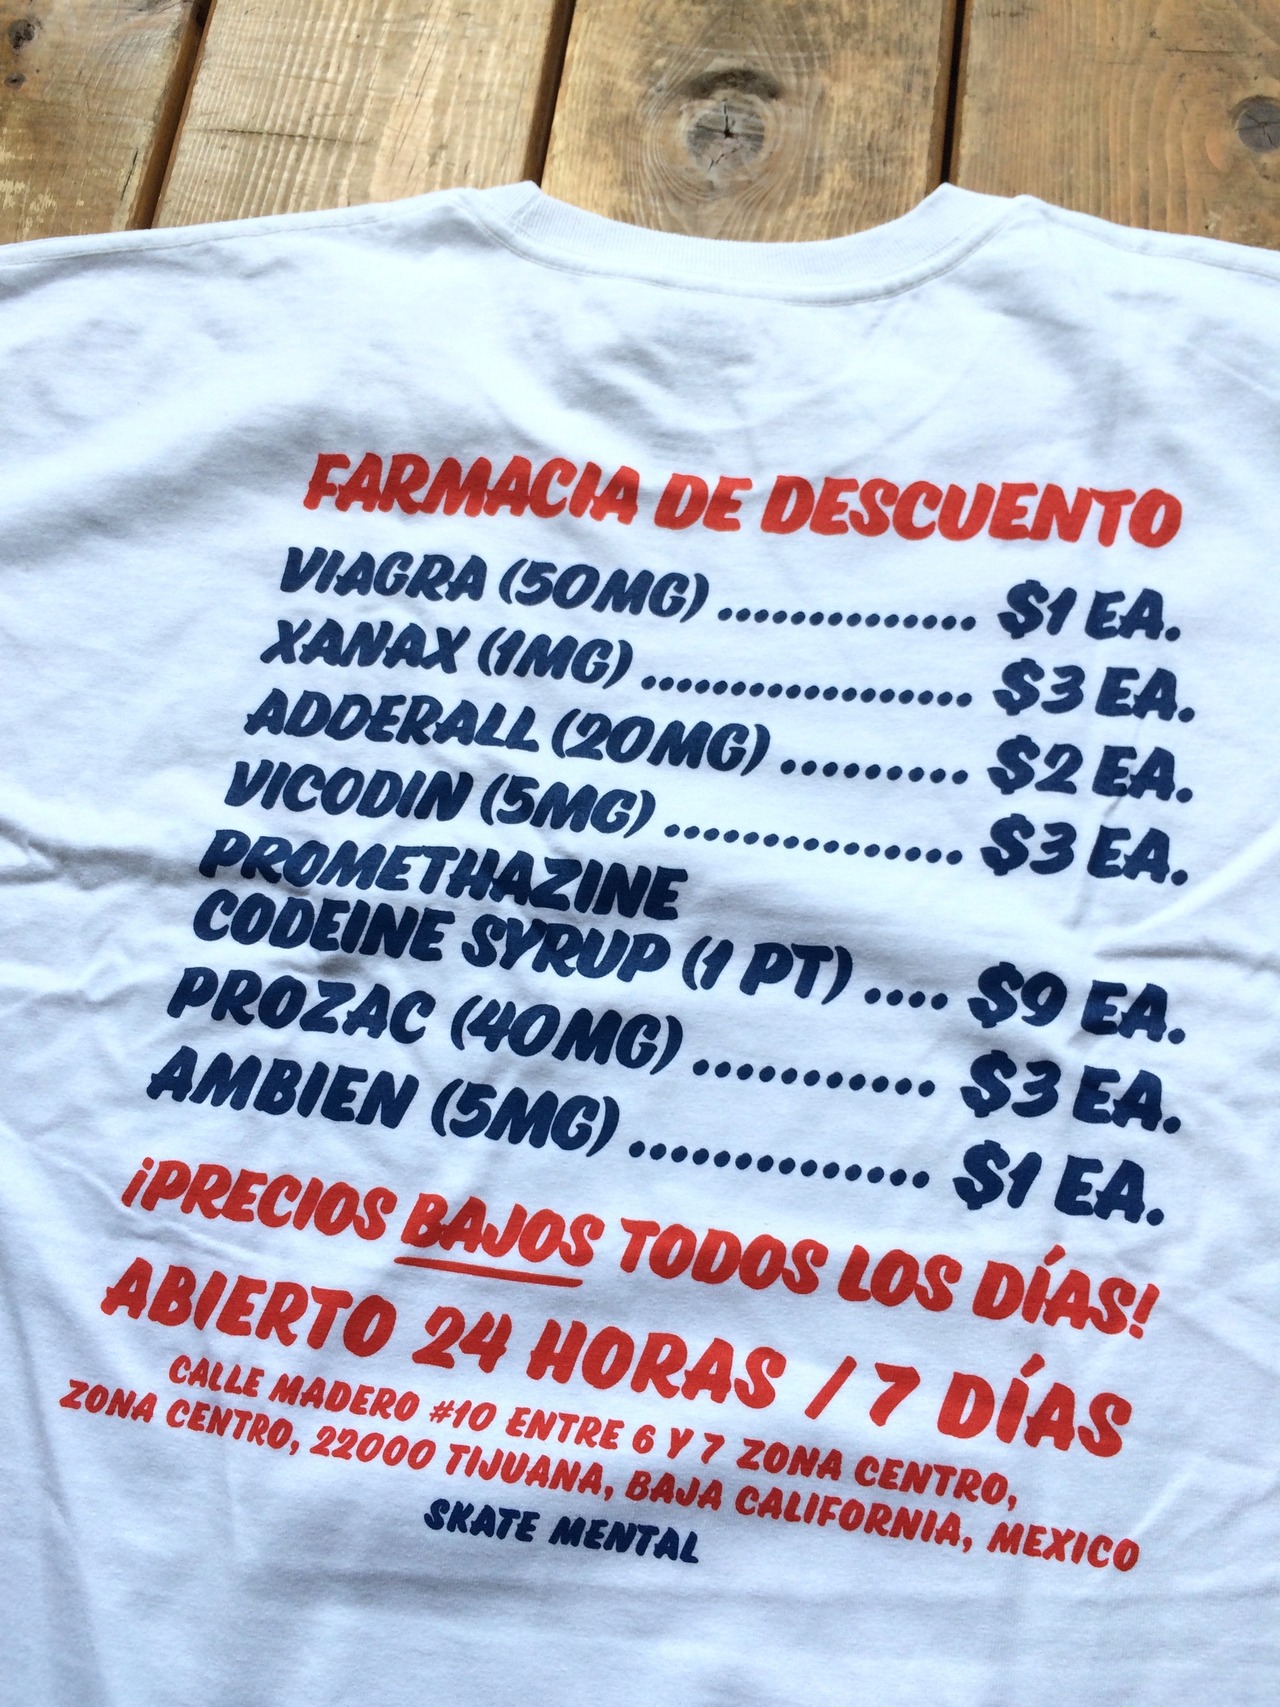 FARMACIA DE DESCUENTO
VIAGRA (50MG) .............. $1 EA.
XANAX (1MG) .................. $3 EA.
ADDERALL (20MG) .......... $2 EA.
VICODIN (5MG) ................ $3 EA.
PROMETHAZINE
CODEINE SYRUP (1 PT) .... $9 EA.
PROZAC (40MG) ............ $3 EA.
AMBIEN (5MG) ................ $1 EA.
¡PRECIOS BAJOS TODOS LOS DÍAS!
ABIERTO 24 HORAS / 7 DÍAS
CALLE MADERO #10 ENTRE 6 Y 7 ZONA CENTRO,
ZONA CENTRO, 22000 TIJUANA, BAJA CALIFORNIA, MEXICO
SKATE MENTAL